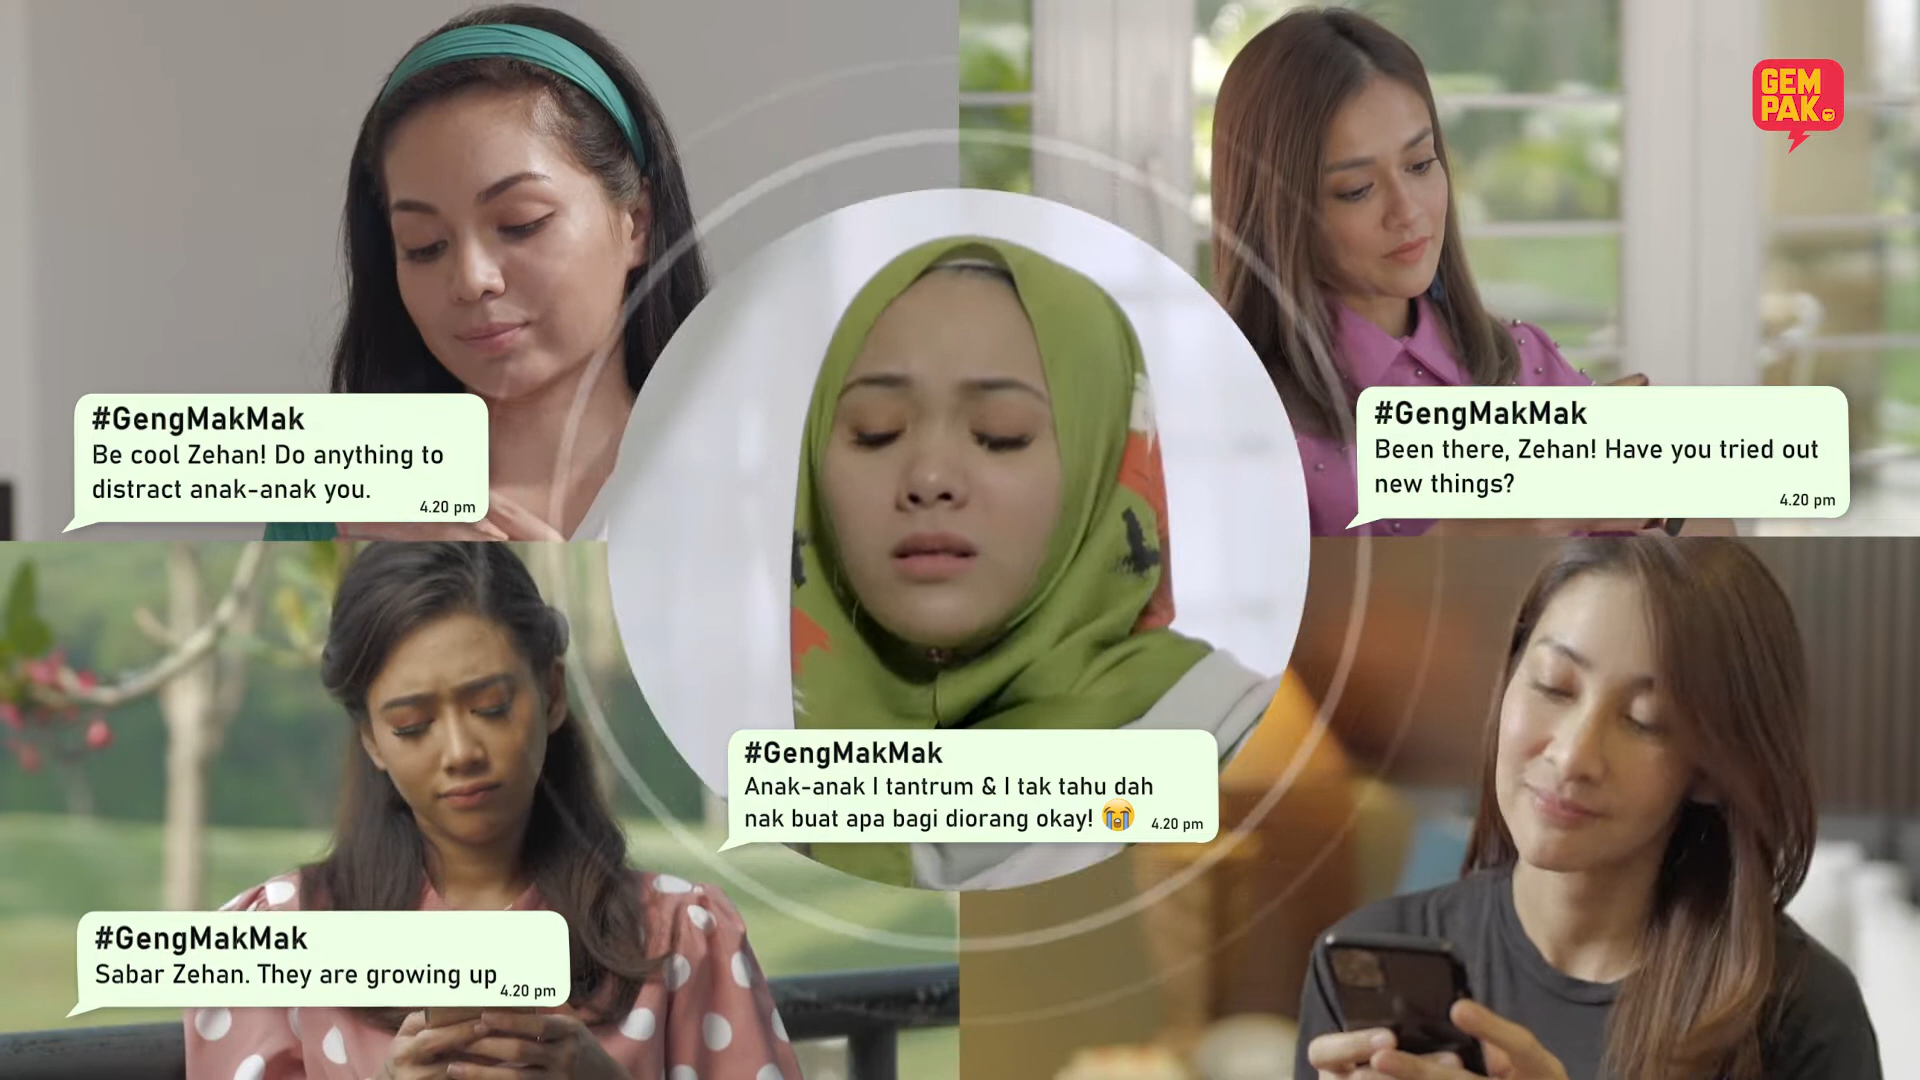 GEM
PAK
#GengMakMak
Be cool Zehan! Do anything to
distract anak-anak you.
4.20 pm
#GengMakMak
Been there, Zehan! Have you tried out
new things?
4.20 pm
#GengMakMak
Anak-anak I tantrum & I tak tahu dah
nak buat apa bagi diorang okay! 😭 4.20 pm
#GengMakMak
Sabar Zehan. They are growing up
4.20 pm